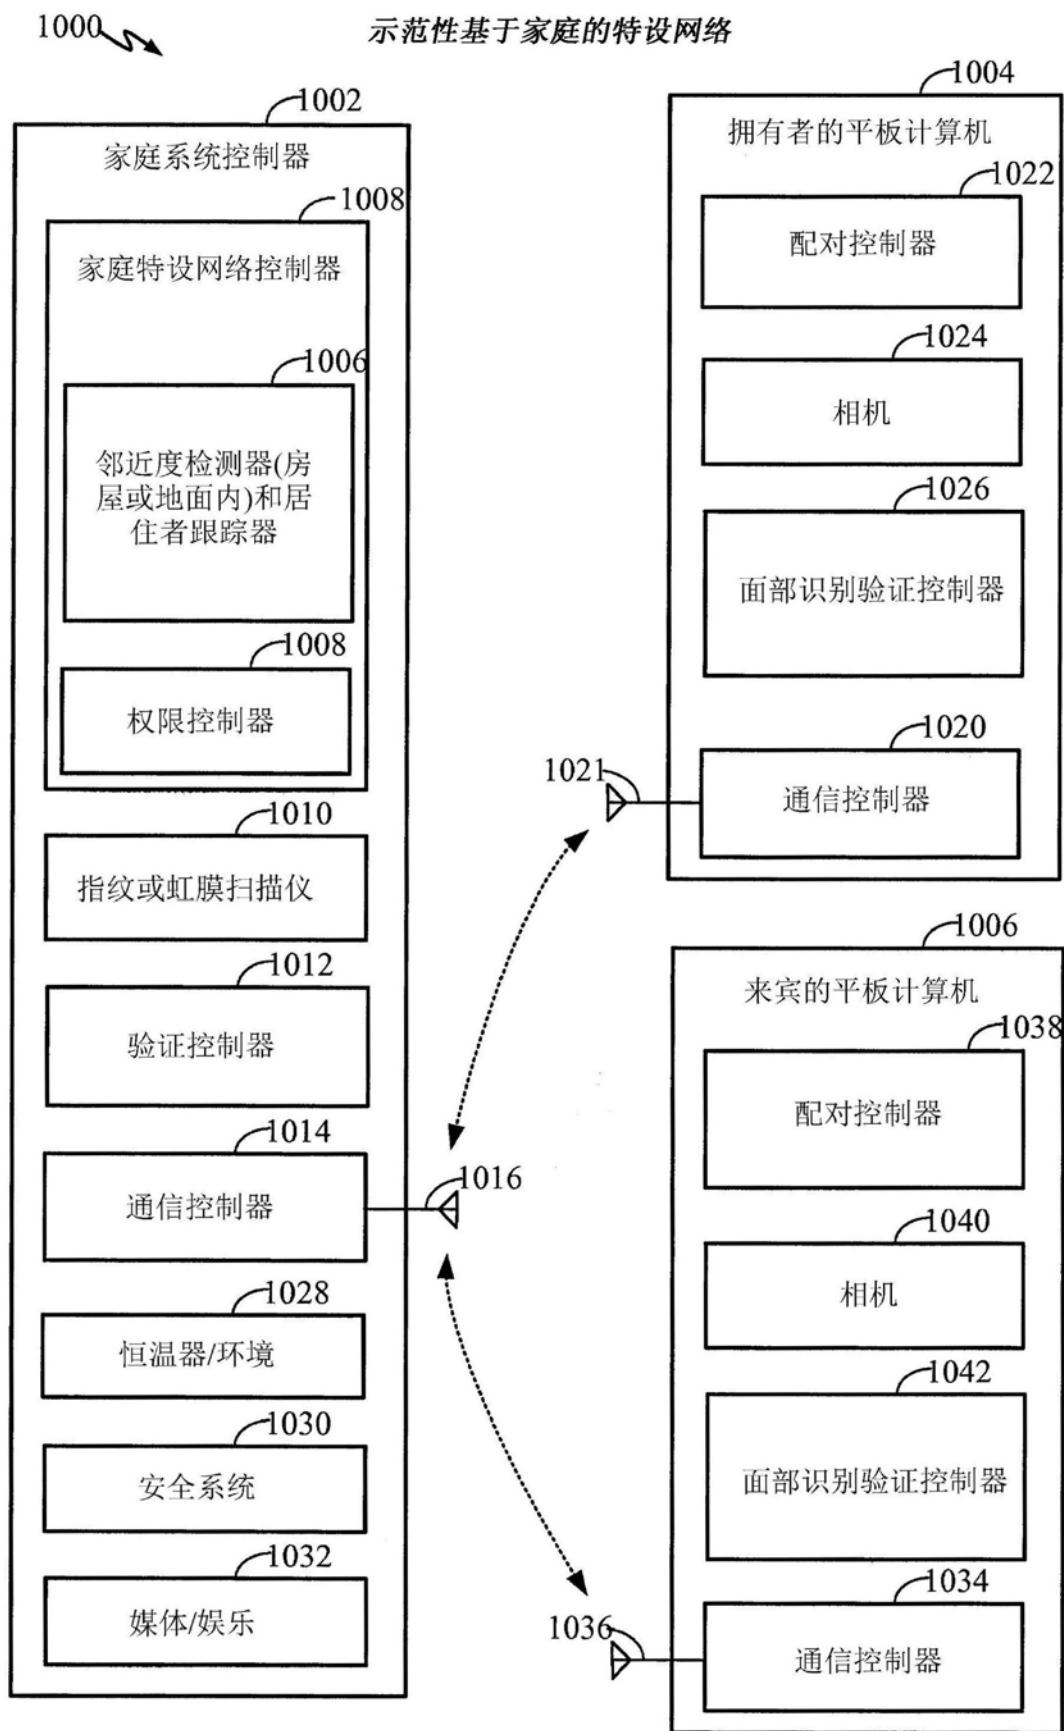 1000
示范性基于家庭的特设网络
1002
家庭系统控制器
1008
家庭特设网络控制器
1006
邻近度检测器(房
屋或地面内)和居
住者跟踪器
1008
权限控制器
1010
指纹或虹膜扫描仪
1012
验证控制器
1014
通信控制器
1016
1028
恒温器/环境
1030
安全系统
1032
媒体/娱乐
1004
拥有者的平板计算机
1022
配对控制器
1024
相机
1026
面部识别验证控制器
1020
通信控制器
1021
1006
来宾的平板计算机
1038
配对控制器
1040
相机
1042
面部识别验证控制器
1034
通信控制器
1036